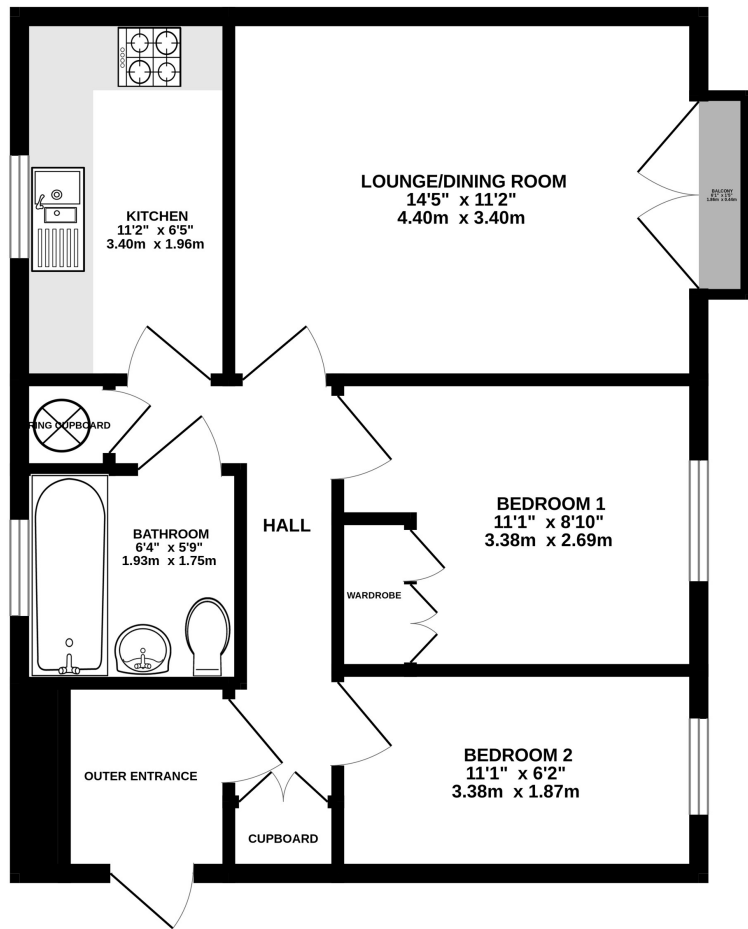 KITCHEN
11'2" x 6'5"
3.40m x 1.96m
LOUNGE/DINING ROOM
14'5" x 11'2"
4.40m x 3.40m
BALCONY
RING CUPBOARD
BATHROOM
6'4" x 5'9"
1.93m x 1.75m
HALL
BEDROOM 1
11'1" x 8'10"
3.38m x 2.69m
WARDROBE
OUTER ENTRANCE
CUPBOARD
BEDROOM 2
11'1" x 6'2"
3.38m x 1.87m